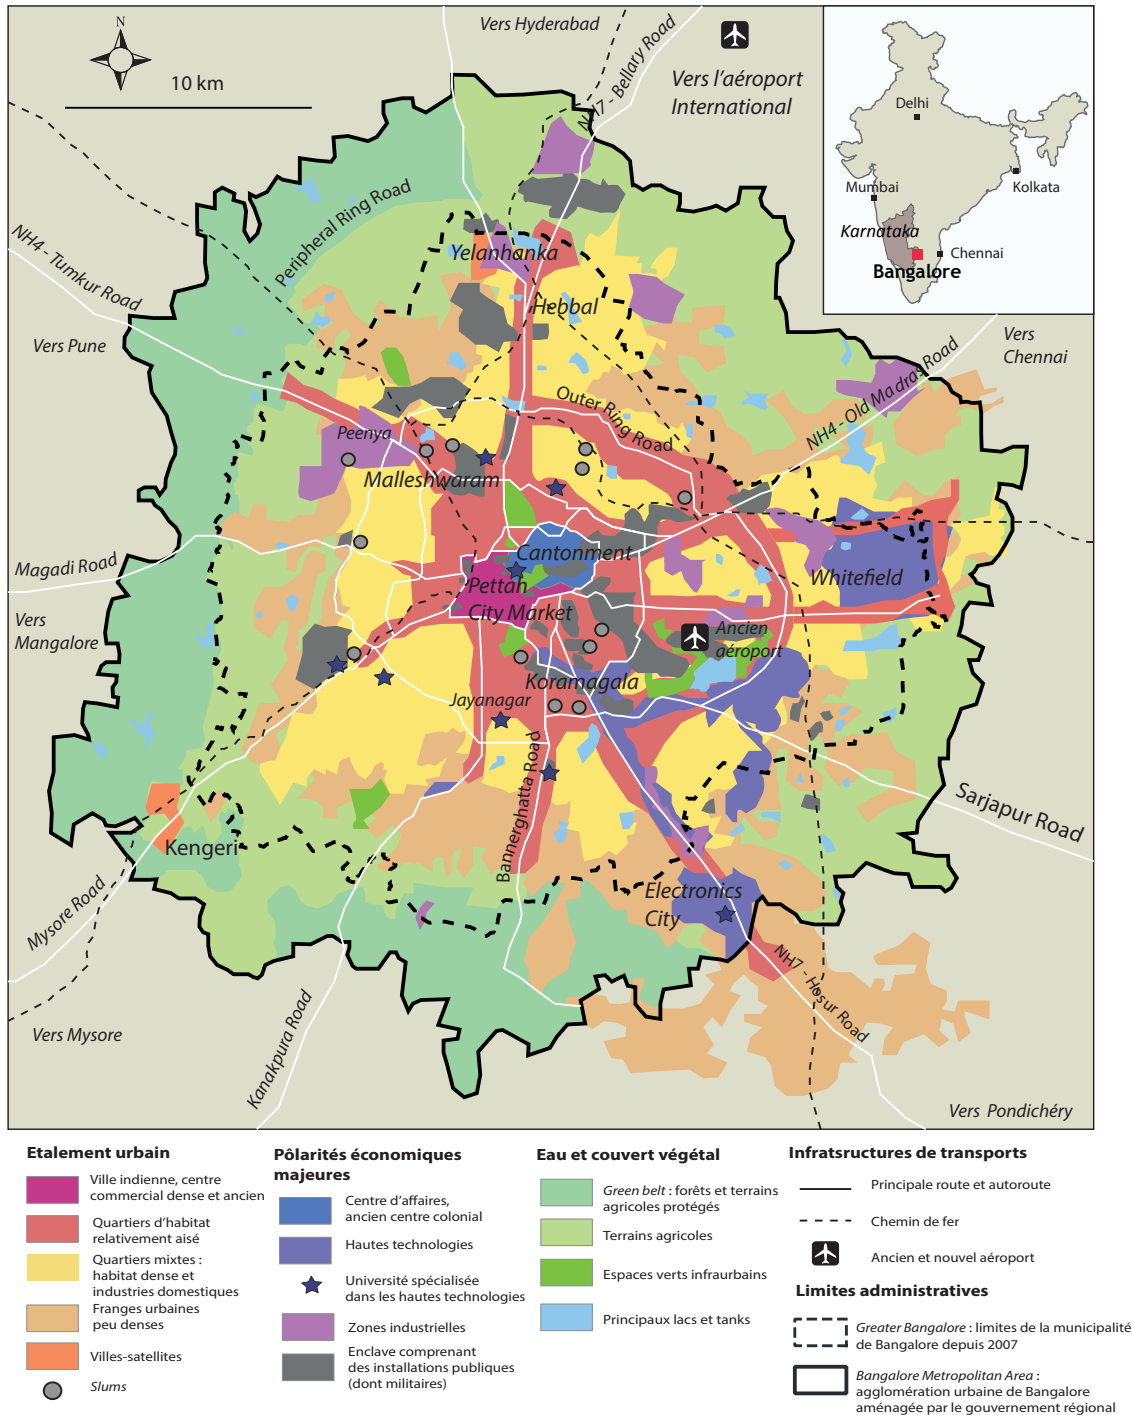 Vers Hyderabad
N
10 km
NH7 - Bellary Road
Vers l'aéroport
International
Delhi
Mumbai
Kolkata
Karnataka
Chennai
Bangalore
Peripheral Ring Road
NH4 - Tumkur Road
Yelanhanka
Hebbal
Vers Pune
Vers
Chennai
NH4 - Old Madras Road
Outer Ring Road
Peenya
Malleshwaram
Cantonment
Magadi Road
Whitefield
Pettah
City Market
Vers
Mangalore
Ancien
aéroport
Koramagala
Jayanagar
Bannerghatta Road
Sarjapur Road
Kengeri
Mysore Road
Electronics
City
NH7 - Hosur Road
Kanakpura Road
Vers Mysore
Vers Pondichéry
Etalement urbain
Ville indienne, centre
commercial dense et ancien
Quartiers d'habitat
relativement aisé
Quartiers mixtes :
habitat dense et
industries domestiques
Franges urbaines
peu denses
Villes-satellites
Slums
Pôlarités économiques
majeures
Centre d'affaires,
ancien centre colonial
Hautes technologies
Université spécialisée
dans les hautes technologies
Zones industrielles
Enclave comprenant
des installations publiques
(dont militaires)
Eau et couvert végétal
Green belt : forêts et terrains
agricoles protégés
Terrains agricoles
Espaces verts infraurbains
Principaux lacs et tanks
Infratsructures de transports
Principale route et autoroute
Chemin de fer
Ancien et nouvel aéroport
Limites administratives
Greater Bangalore : limites de la municipalité
de Bangalore depuis 2007
Bangalore Metropolitan Area :
agglomération urbaine de Bangalore
aménagée par le gouvernement régional